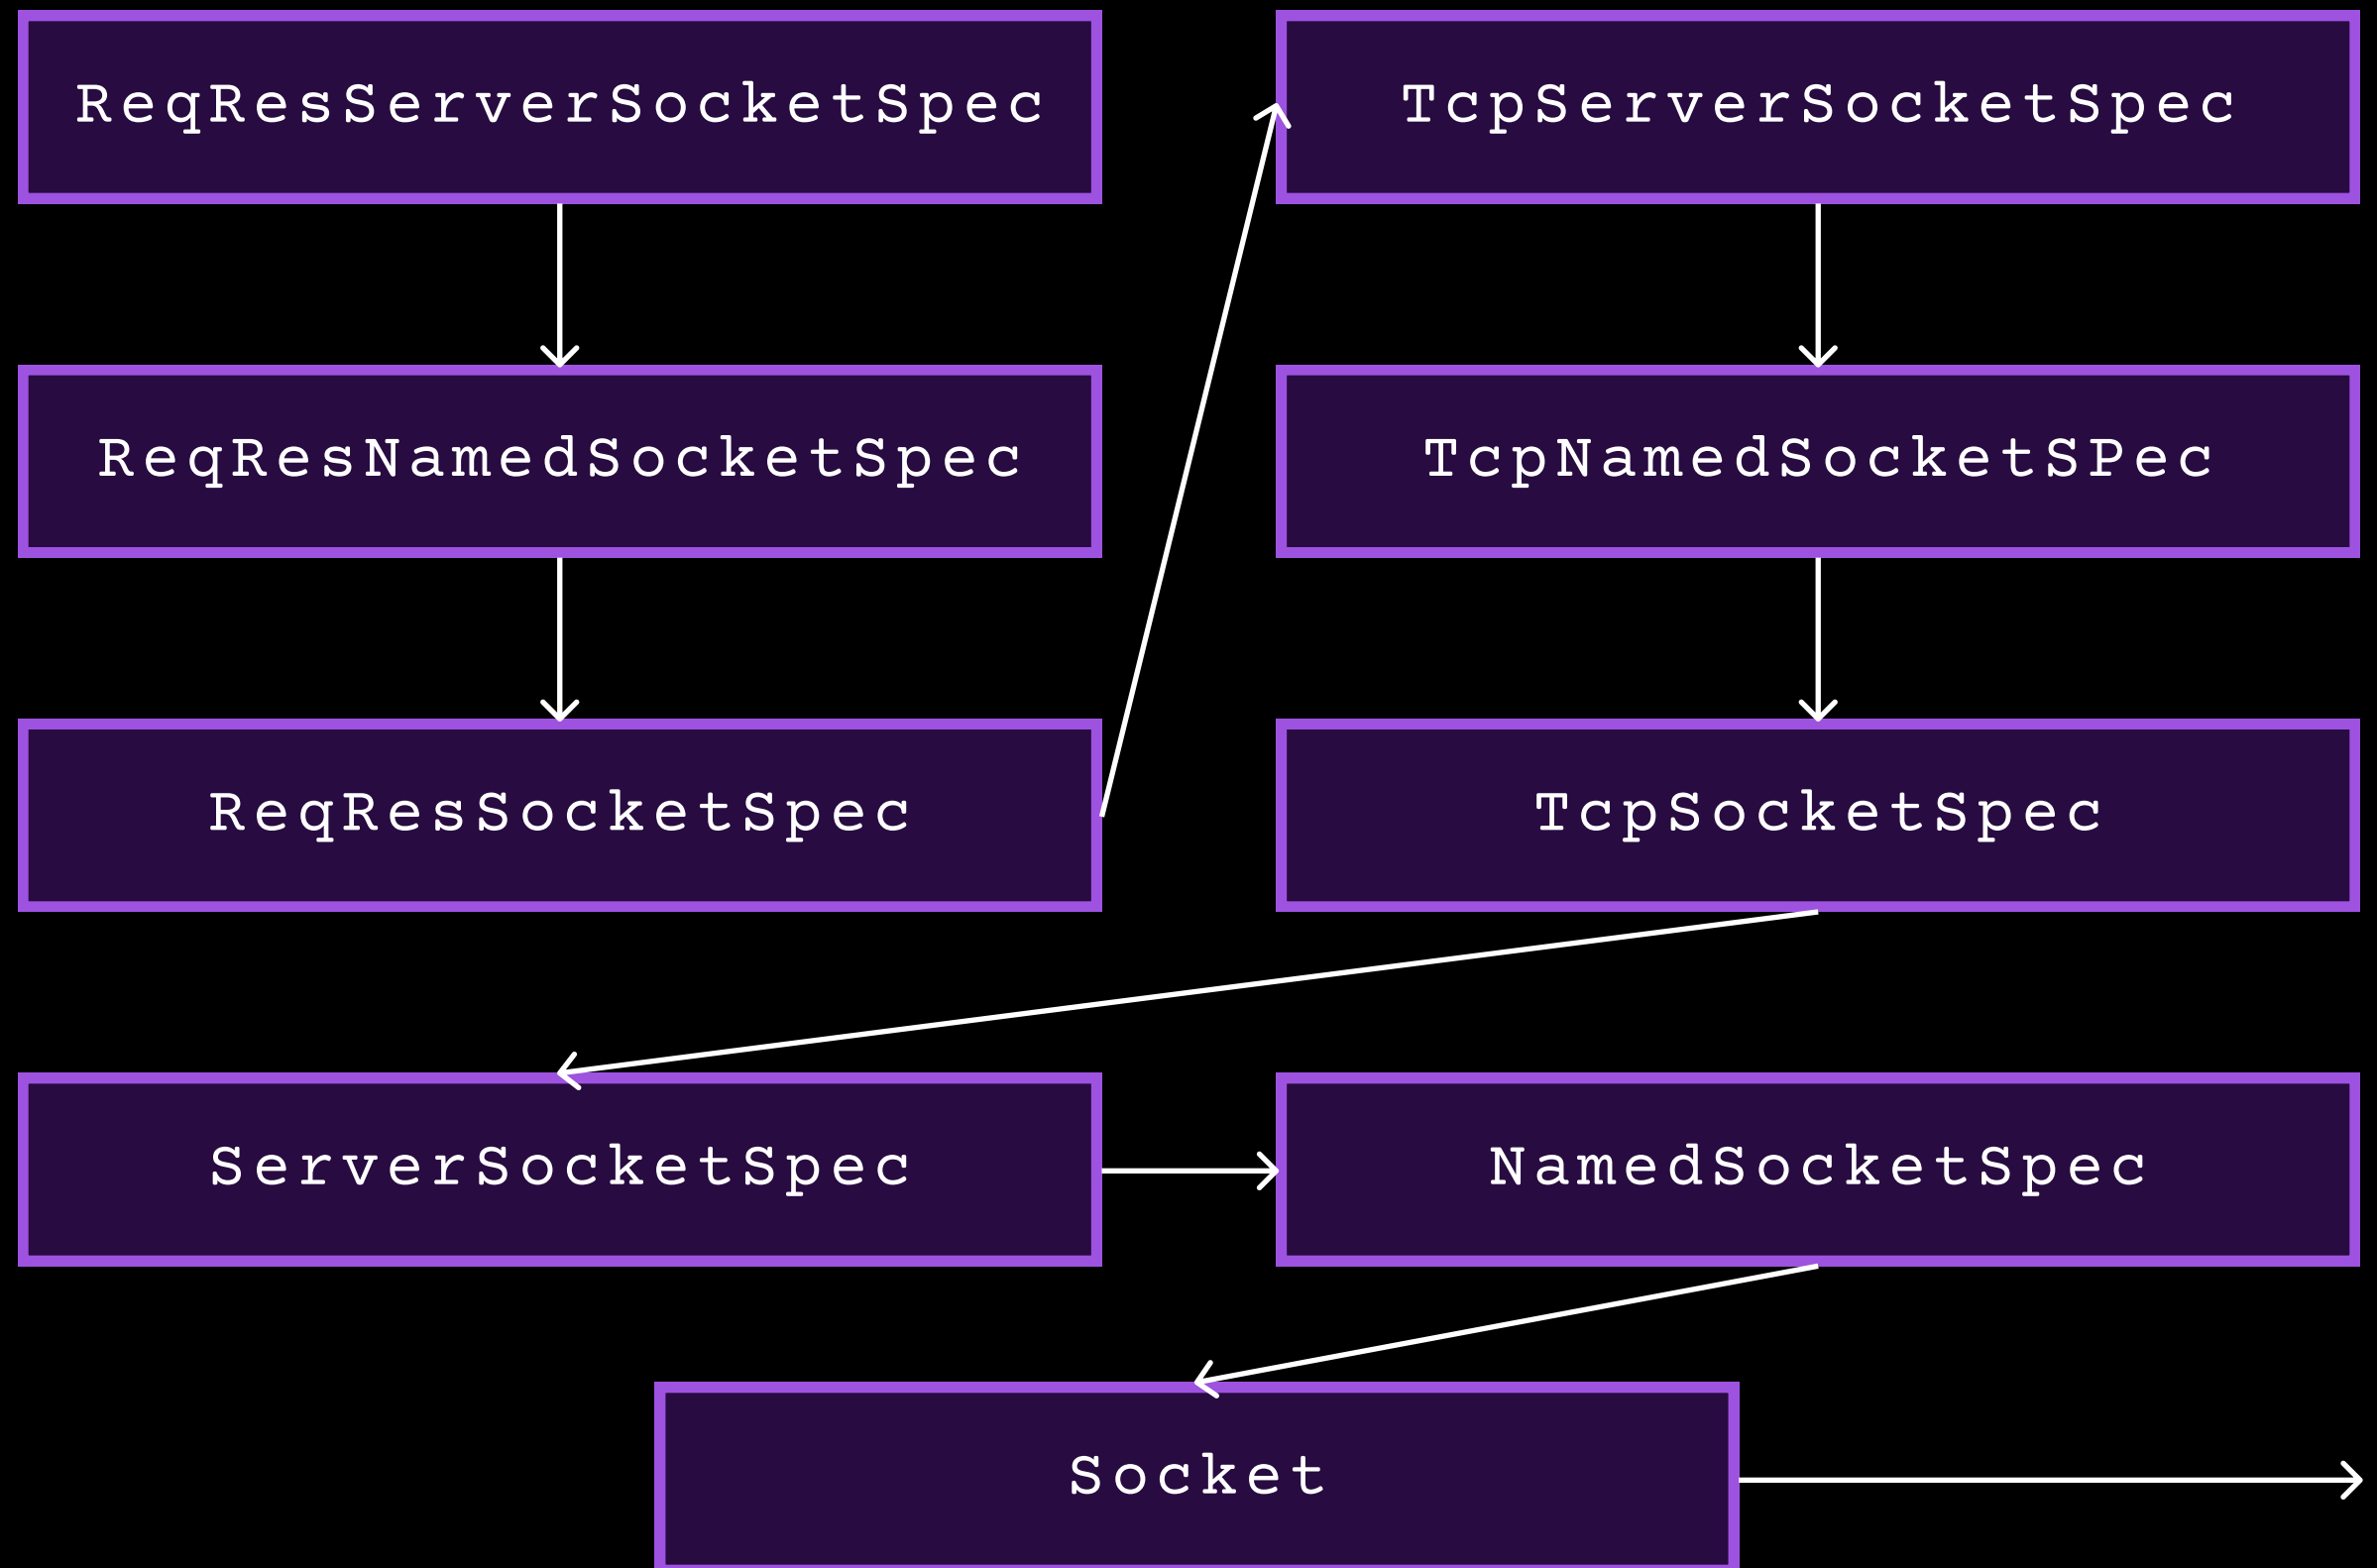 ReqResServerSocketSpec
TcpServerSocketSpec
ReqResNamedSocketSpec
TcpNamedSocketSPec
ReqResSocketSpec
TcpSocketSpec
ServerSocketSpec
NamedSocketSpec
Socket